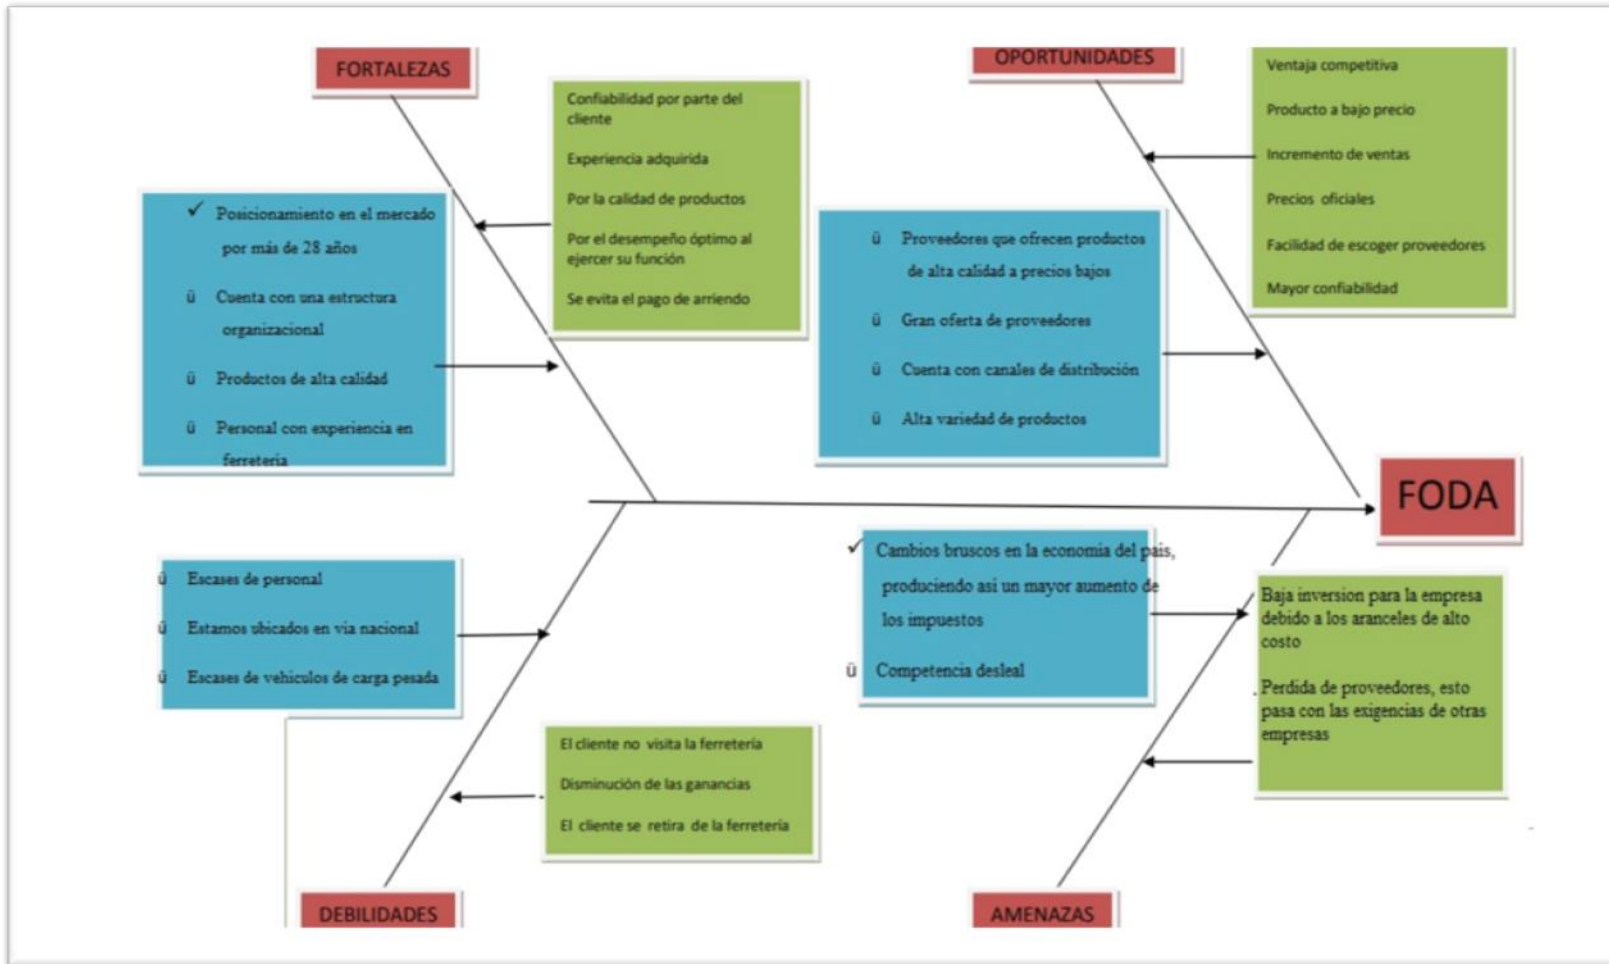 FORTALEZAS
Confiabilidad por parte del
cliente
Experiencia adquirida
Por la calidad de productos
Por el desempeño óptimo al
ejercer su función
Se evita el pago de arriendo
✓ Posicionamiento en el mercado
por más de 28 años
ü Cuenta con una estructura
organizacional
ü Productos de alta calidad
ü Personal con experiencia en
ferreteria
OPORTUNIDADES
Ventaja competitiva
Producto a bajo precio
Incremento de ventas
Precios oficiales
Facilidad de escoger proveedores
Mayor confiabilidad
ü Proveedores que ofrecen productos
de alta calidad a precios bajos
ü Gran oferta de proveedores
ü Cuenta con canales de distribución
ü Alta variedad de productos
FODA
ü Escases de personal
ü Estamos ubicados en via nacional
ü Escases de vehiculos de carga pesada
El cliente no visita la ferretería
Disminución de las ganancias
El cliente se retira de la ferretería
DEBILIDADES
✓ Cambios bruscos en la economia del pais,
produciendo asi un mayor aumento de
los impuestos
ü Competencia desleal
Baja inversion para la empresa
debido a los aranceles de alto
costo
Perdida de proveedores, esto
pasa con las exigencias de otras
empresas
AMENAZAS